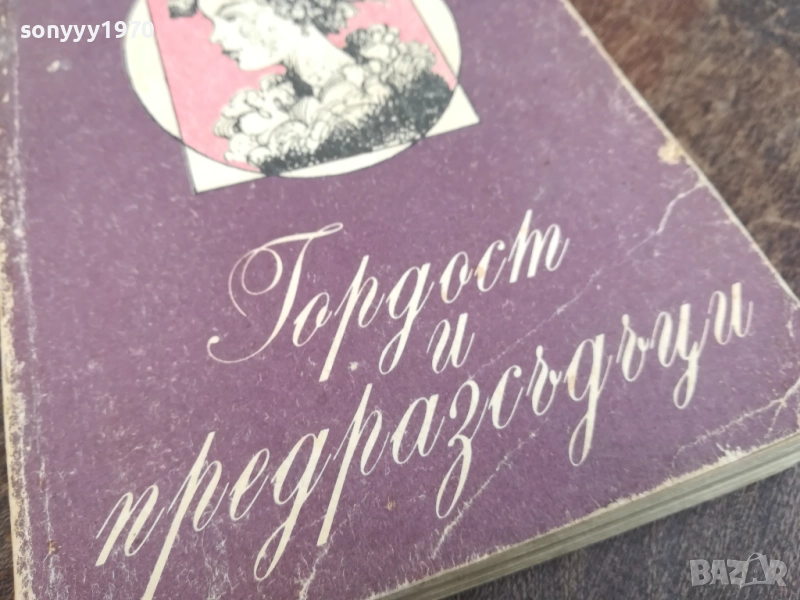 sonyyy1970
Гордост
и
предразсъдъци
BAZAR